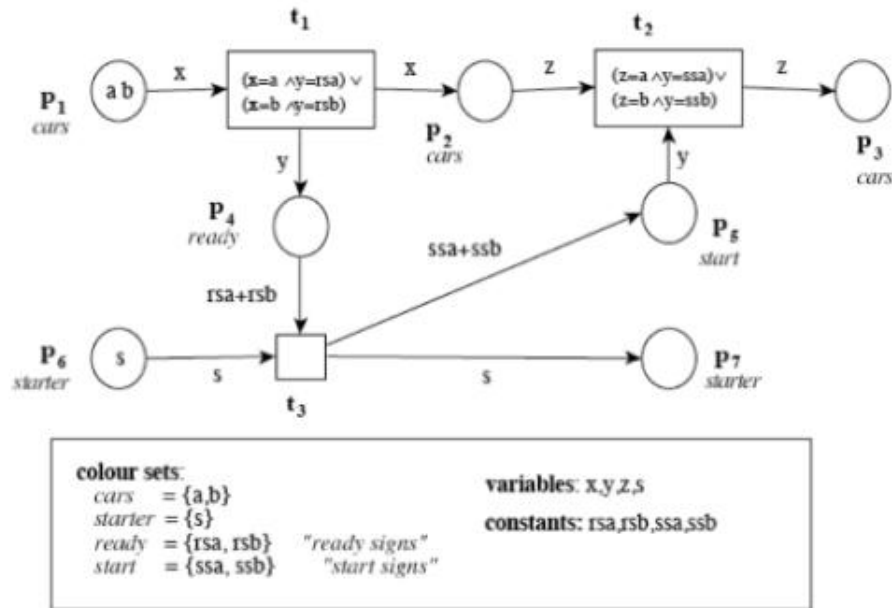 t1 t2
x (x=a ∧y=rsa) ∨ x z (z=a ∧y=ssa)∨ z
a b (x=b ∧y=rsb) (z=b ∧y=ssb)
p1 p2 p3
cars cars cars
y y
p4 p5
ready start
ssa+ssb
rsa+rsb
p6 s p7
starter s s starter
t3
colour sets:
cars = {a,b}
starter = {s}
ready = {rsa, rsb} "ready signs"
start = {ssa, ssb} "start signs"
variables: x,y,z,s
constants: rsa,rsb,ssa,ssb